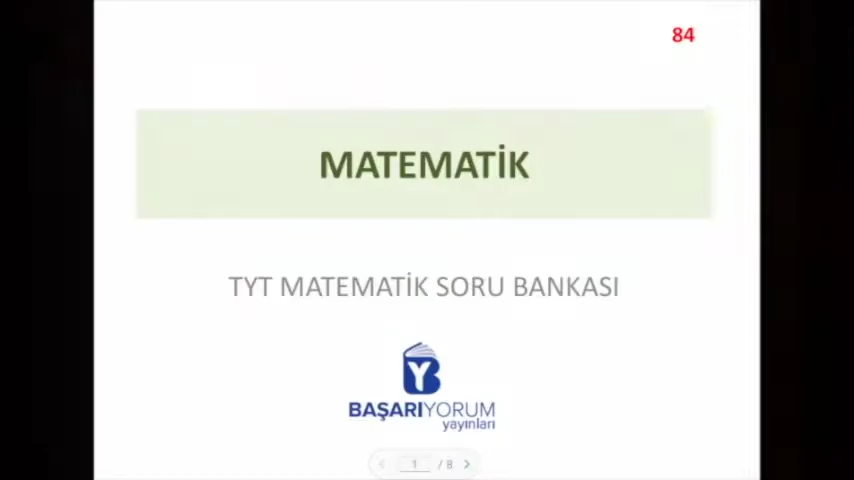 84
MATEMATİK
TYT MATEMATİK SORU BANKASI
BAŞARIYORUM
yayınları
1 / 8